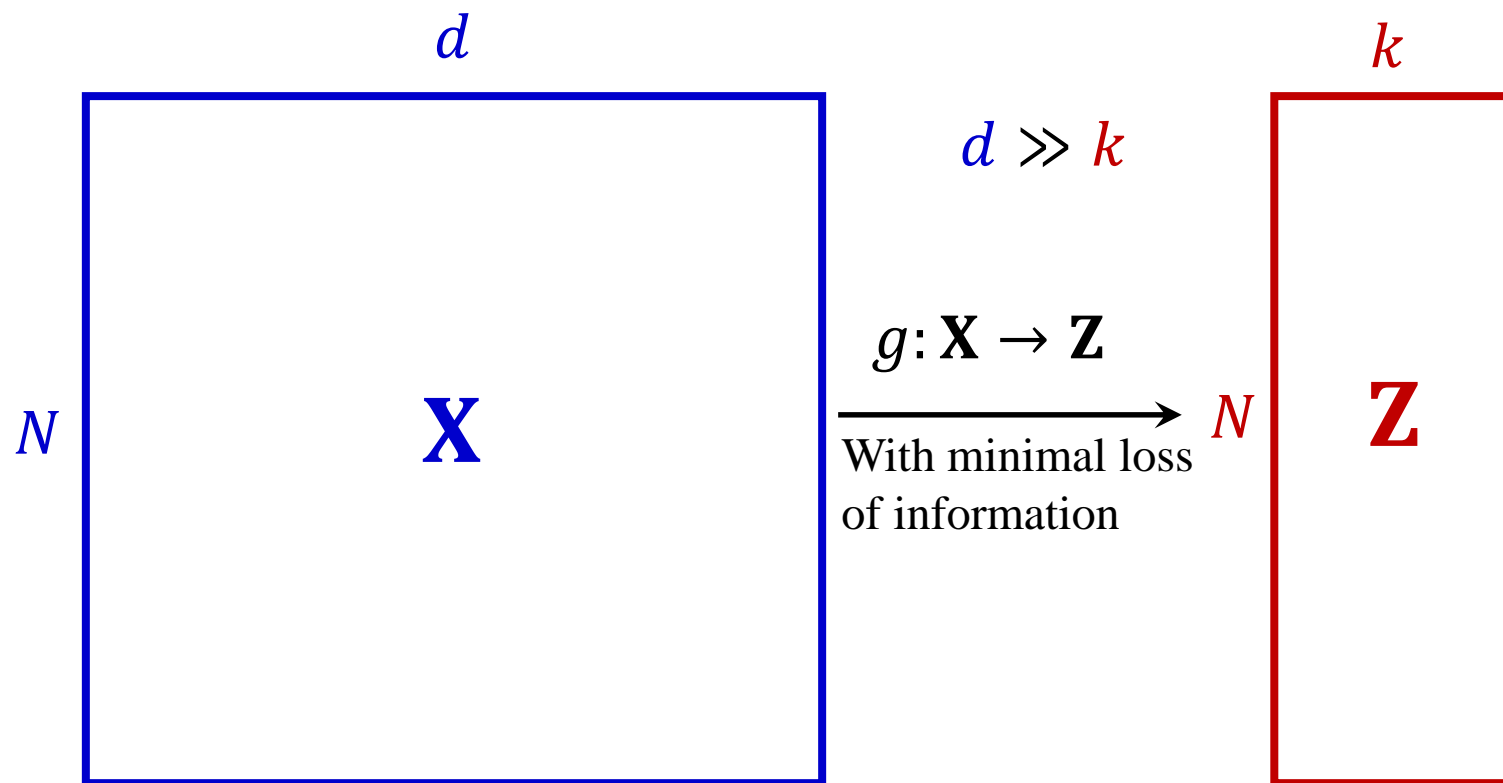 d
k
d ≫ k
g: X → Z
N
X
N
Z
With minimal loss
of information